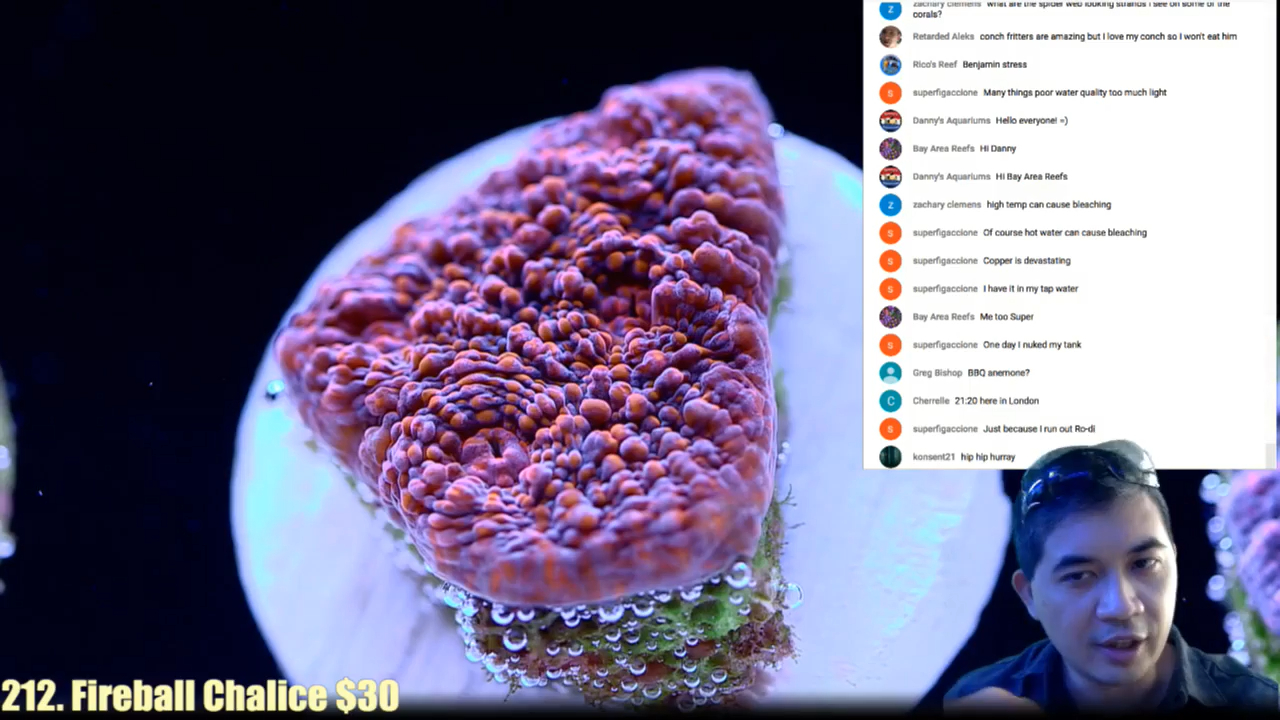 zachary clemens what are the spider web looking strands I see on some of the
corals?
Retarded Aleks conch fritters are amazing but I love my conch so I won't eat him
Rico's Reef Benjamin stress
superfigaccione Many things poor water quality too much light
Danny's Aquariums Hello everyone! =)
Bay Area Reefs Hi Danny
Danny's Aquariums Hi Bay Area Reefs
zachary clemens high temp can cause bleaching
superfigaccione Of course hot water can cause bleaching
superfigaccione Copper is devastating
superfigaccione I have it in my tap water
Bay Area Reefs Me too Super
superfigaccione One day I nuked my tank
Greg Bishop BBQ anemone?
Cherrelle 21:20 here in London
superfigaccione Just because I run out Ro-di
konsent21 hip hip hurray
212. Fireball Chalice $30